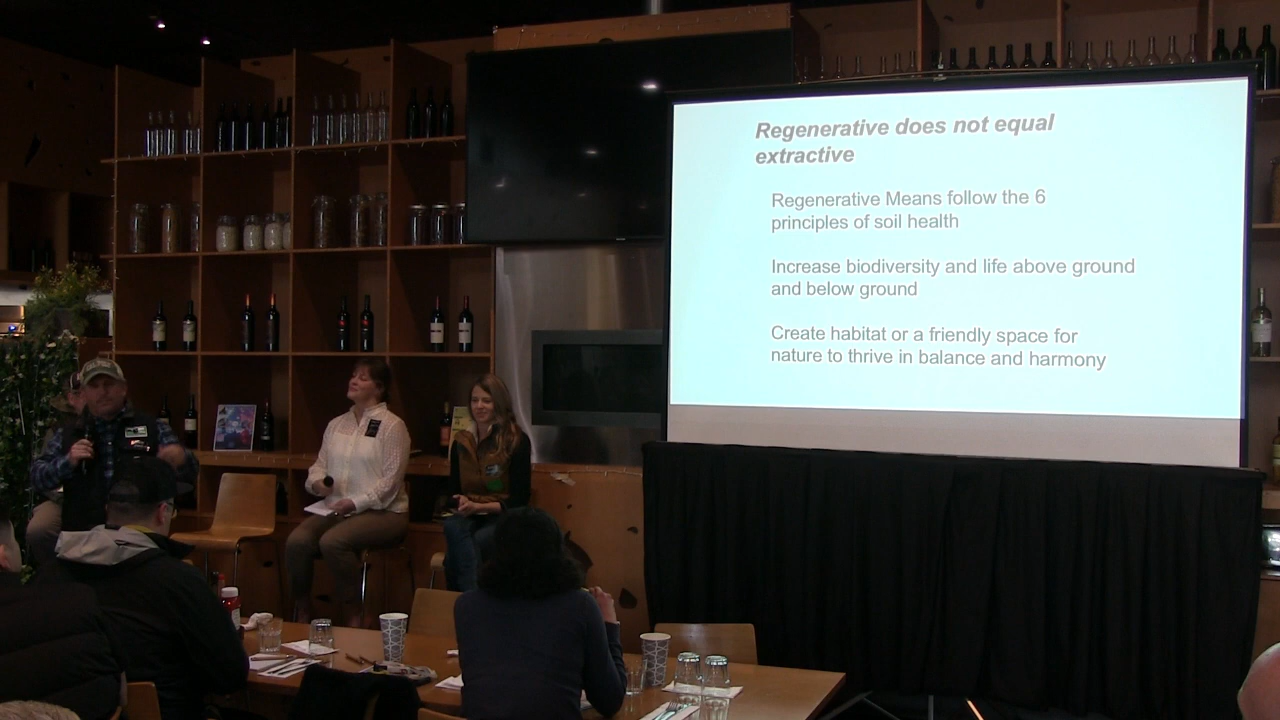 Regenerative does not equal
extractive
Regenerative Means follow the 6
principles of soil health
Increase biodiversity and life above ground
and below ground
Create habitat or a friendly space for
nature to thrive in balance and harmony